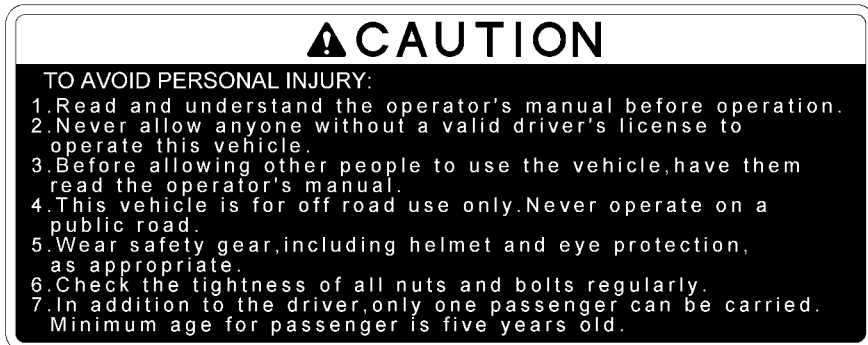 CAUTION
TO AVOID PERSONAL INJURY:
1.Read and understand the operator's manual before operation.
2.Never allow anyone without a valid driver's license to
operate this vehicle.
3.Before allowing other people to use the vehicle,have them
read the operator's manual.
4.This vehicle is for off road use only.Never operate on a
public road.
5.Wear safety gear,including helmet and eye protection,
as appropriate.
6.Check the tightness of all nuts and bolts regularly.
7.In addition to the driver,only one passenger can be carried.
Minimum age for passenger is five years old.